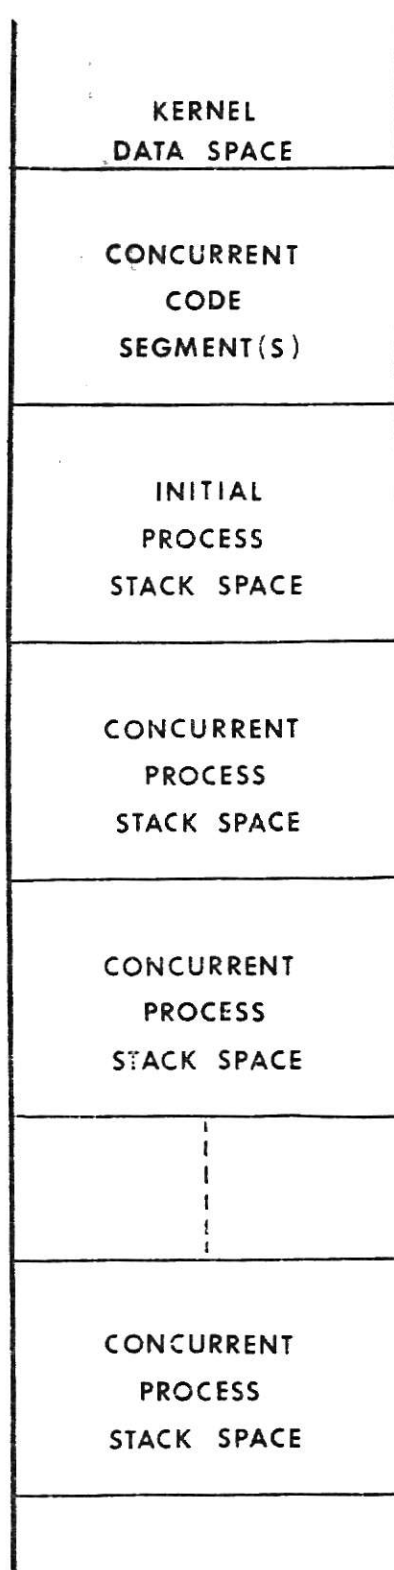 KERNEL
DATA SPACE
CONCURRENT
CODE
SEGMENT(S)
INITIAL
PROCESS
STACK SPACE
CONCURRENT
PROCESS
STACK SPACE
CONCURRENT
PROCESS
STACK SPACE
CONCURRENT
PROCESS
STACK SPACE